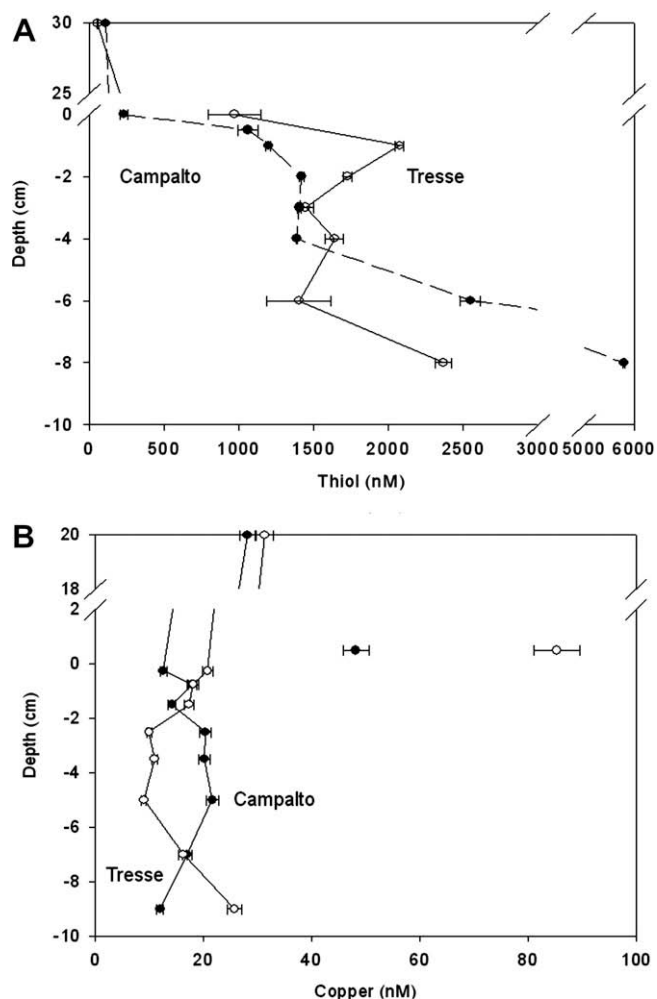 A
30
25
0
-2
-4
-6
-8
-10
Depth (cm)
Campalto
Tresse
0 500 1000 1500 2000 2500 3000 5000 6000
Thiol (nM)
B
20
18
2
0
-2
-4
-6
-8
-10
Depth (cm)
Campalto
Tresse
0 20 40 60 80 100
Copper (nM)